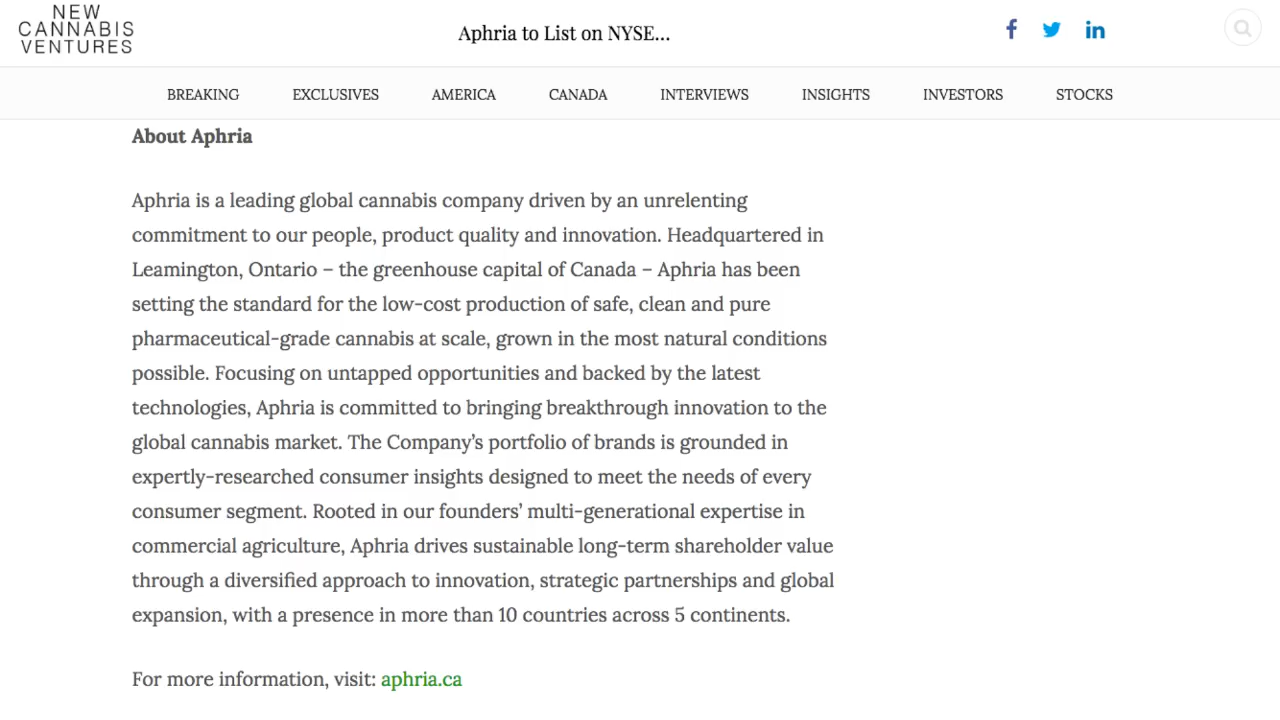 NEW
CANNABIS
VENTURES
Aphria to List on NYSE...
BREAKING EXCLUSIVES AMERICA CANADA INTERVIEWS INSIGHTS INVESTORS STOCKS
About Aphria
Aphria is a leading global cannabis company driven by an unrelenting
commitment to our people, product quality and innovation. Headquartered in
Leamington, Ontario – the greenhouse capital of Canada – Aphria has been
setting the standard for the low-cost production of safe, clean and pure
pharmaceutical-grade cannabis at scale, grown in the most natural conditions
possible. Focusing on untapped opportunities and backed by the latest
technologies, Aphria is committed to bringing breakthrough innovation to the
global cannabis market. The Company’s portfolio of brands is grounded in
expertly-researched consumer insights designed to meet the needs of every
consumer segment. Rooted in our founders’ multi-generational expertise in
commercial agriculture, Aphria drives sustainable long-term shareholder value
through a diversified approach to innovation, strategic partnerships and global
expansion, with a presence in more than 10 countries across 5 continents.
For more information, visit: aphria.ca